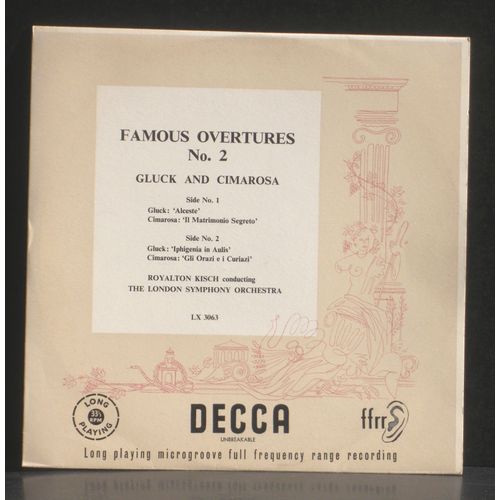 FAMOUS OVERTURES
No. 2
GLUCK AND CIMAROSA
Side No. 1
Gluck: 'Alceste'
Cimarosa: 'Il Matrimonio Segreto'
Side No. 2
Gluck: 'Iphigenia in Aulis'
Cimarosa: 'Gli Orazi e i Curiazi'
ROYALTON KISCH conducting
THE LONDON SYMPHONY ORCHESTRA
LX 3063
LONG
33⅓
RPM
PLAYING
DECCA
UNBREAKABLE
ffrr
Long playing microgroove full frequency range recording